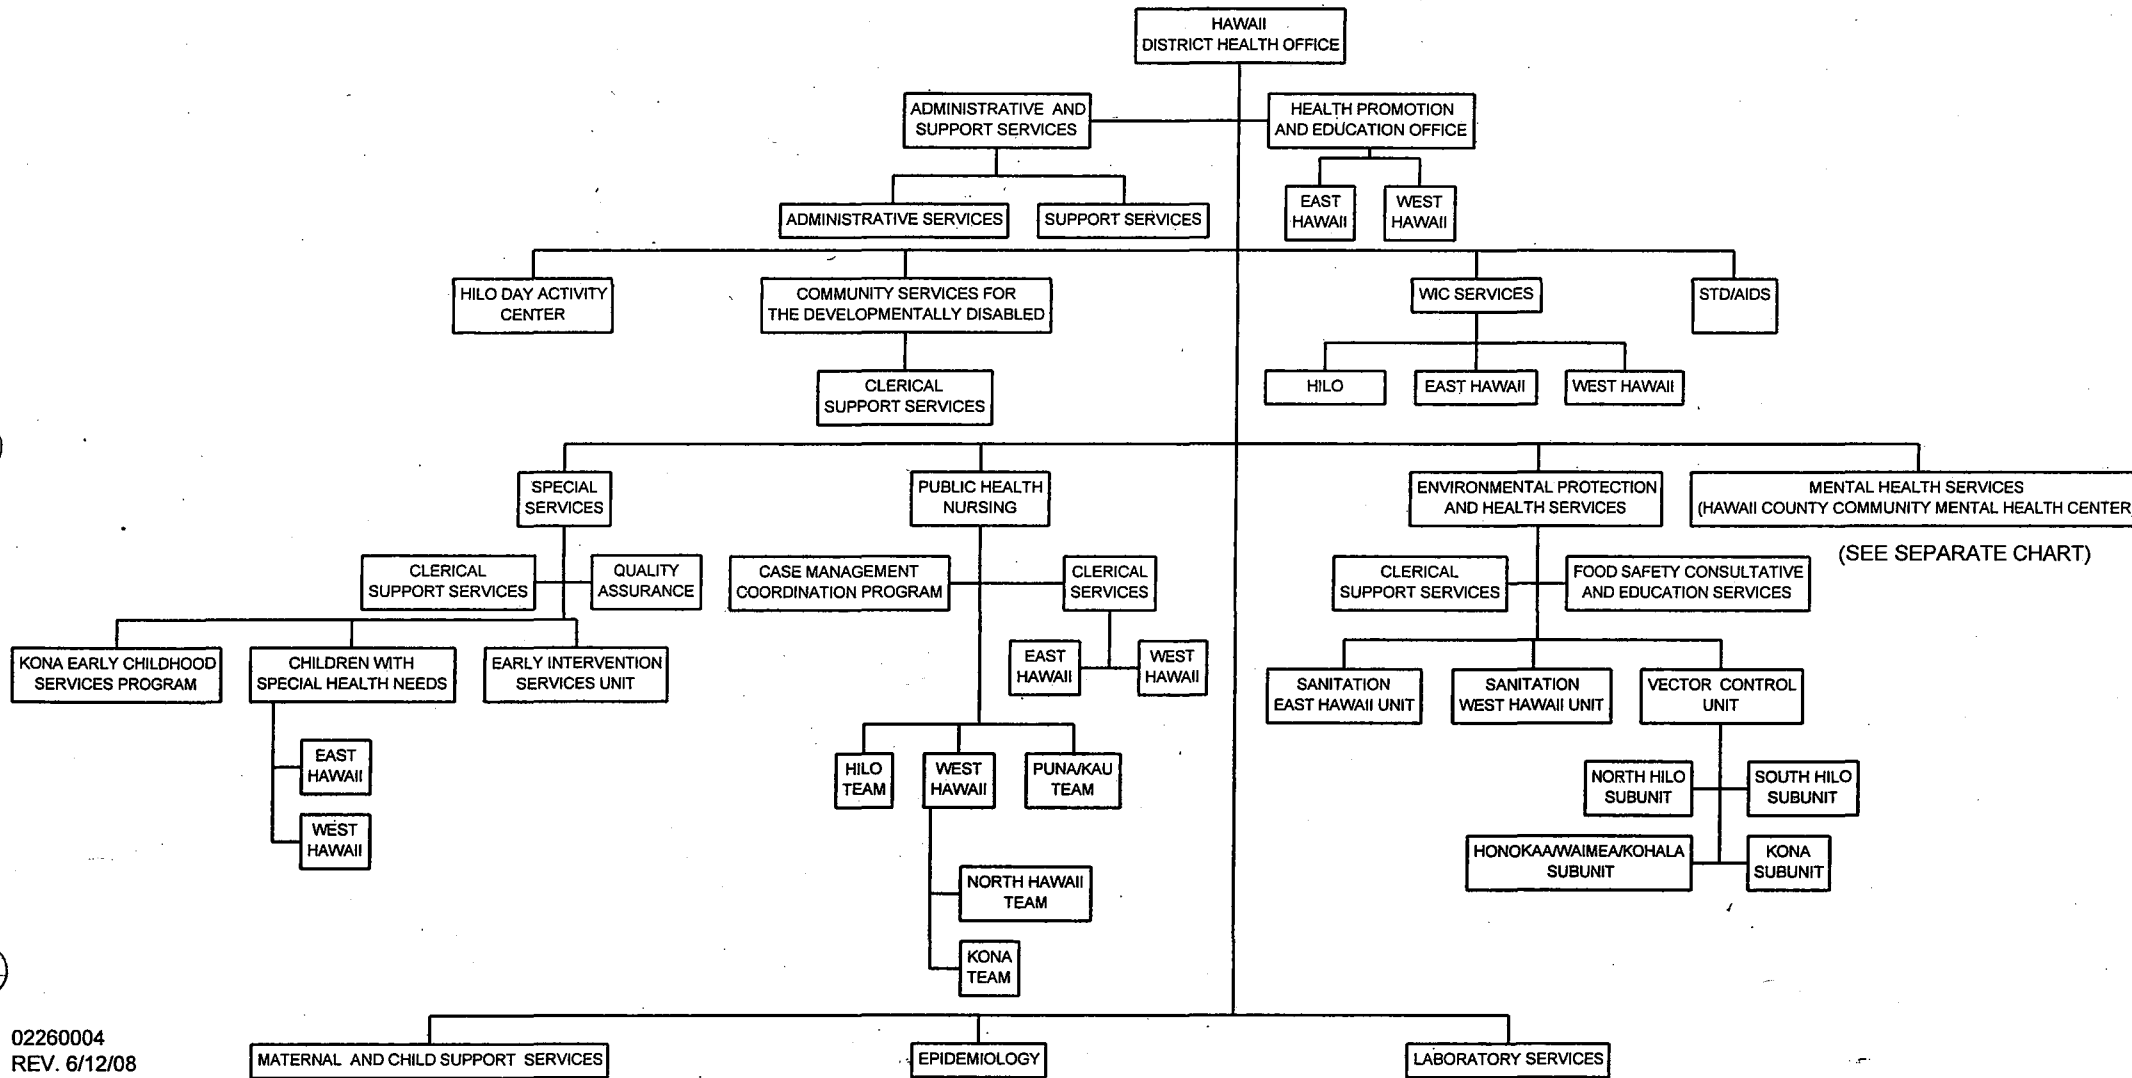 HAWAII
DISTRICT HEALTH OFFICE
ADMINISTRATIVE AND
SUPPORT SERVICES
HEALTH PROMOTION
AND EDUCATION OFFICE
ADMINISTRATIVE SERVICES
SUPPORT SERVICES
EAST
HAWAII
WEST
HAWAII
HILO DAY ACTIVITY
CENTER
COMMUNITY SERVICES FOR
THE DEVELOPMENTALLY DISABLED
WIC SERVICES
STD/AIDS
CLERICAL
SUPPORT SERVICES
HILO
EAST HAWAII
WEST HAWAII
SPECIAL
SERVICES
PUBLIC HEALTH
NURSING
ENVIRONMENTAL PROTECTION
AND HEALTH SERVICES
MENTAL HEALTH SERVICES
(HAWAII COUNTY COMMUNITY MENTAL HEALTH CENTER
(SEE SEPARATE CHART)
CLERICAL
SUPPORT SERVICES
QUALITY
ASSURANCE
CASE MANAGEMENT
COORDINATION PROGRAM
CLERICAL
SERVICES
CLERICAL
SUPPORT SERVICES
FOOD SAFETY CONSULTATIVE
AND EDUCATION SERVICES
KONA EARLY CHILDHOOD
SERVICES PROGRAM
CHILDREN WITH
SPECIAL HEALTH NEEDS
EARLY INTERVENTION
SERVICES UNIT
EAST
HAWAII
WEST
HAWAII
SANITATION
EAST HAWAII UNIT
SANITATION
WEST HAWAII UNIT
VECTOR CONTROL
UNIT
EAST
HAWAII
WEST
HAWAII
HILO
TEAM
WEST
HAWAII
PUNA/KAU
TEAM
NORTH HILO
SUBUNIT
SOUTH HILO
SUBUNIT
HONOKAA/WAIMEA/KOHALA
SUBUNIT
KONA
SUBUNIT
NORTH HAWAII
TEAM
KONA
TEAM
02260004
REV. 6/12/08
MATERNAL AND CHILD SUPPORT SERVICES
EPIDEMIOLOGY
LABORATORY SERVICES